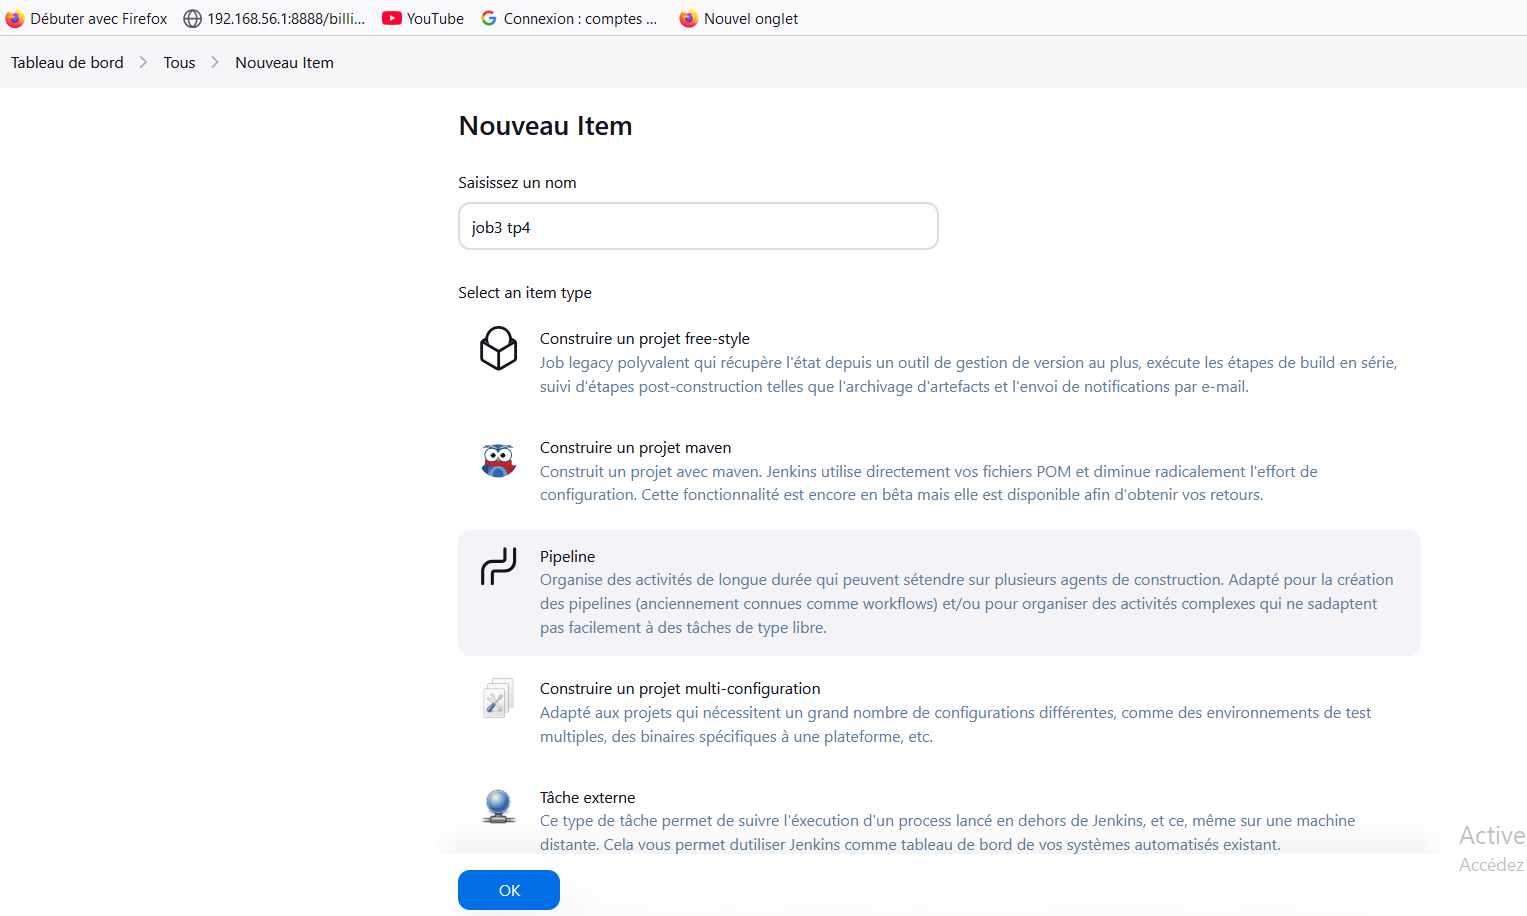 Débuter avec Firefox 192.168.56.1:8888/billi... YouTube Connexion : comptes ... Nouvel onglet
Tableau de bord Tous Nouveau Item
Nouveau Item
Saisissez un nom
job3 tp4
Select an item type
Construire un projet free-style
Job legacy polyvalent qui récupère l'état depuis un outil de gestion de version au plus, exécute les étapes de build en série,
suivi d'étapes post-construction telles que l'archivage d'artefacts et l'envoi de notifications par e-mail.
Construire un projet maven
Construit un projet avec maven. Jenkins utilise directement vos fichiers POM et diminue radicalement l'effort de
configuration. Cette fonctionnalité est encore en bêta mais elle est disponible afin d'obtenir vos retours.
Pipeline
Organise des activités de longue durée qui peuvent sétendre sur plusieurs agents de construction. Adapté pour la création
des pipelines (anciennement connues comme workflows) et/ou pour organiser des activités complexes qui ne sadaptent
pas facilement à des tâches de type libre.
Construire un projet multi-configuration
Adapté aux projets qui nécessitent un grand nombre de configurations différentes, comme des environnements de test
multiples, des binaires spécifiques à une plateforme, etc.
Tâche externe
Ce type de tâche permet de suivre l'éxecution d'un process lancé en dehors de Jenkins, et ce, même sur une machine
distante. Cela vous permet dutiliser Jenkins comme tableau de bord de vos systèmes automatisés existant.
Active
Accédez
OK